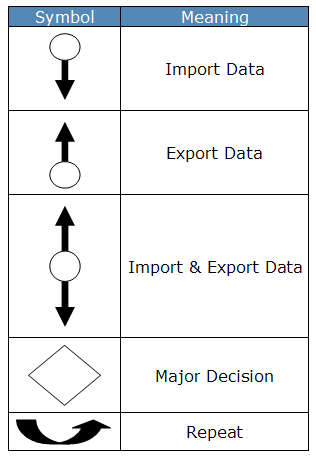 Symbol Meaning
Import Data
Export Data
Import & Export Data
Major Decision
Repeat